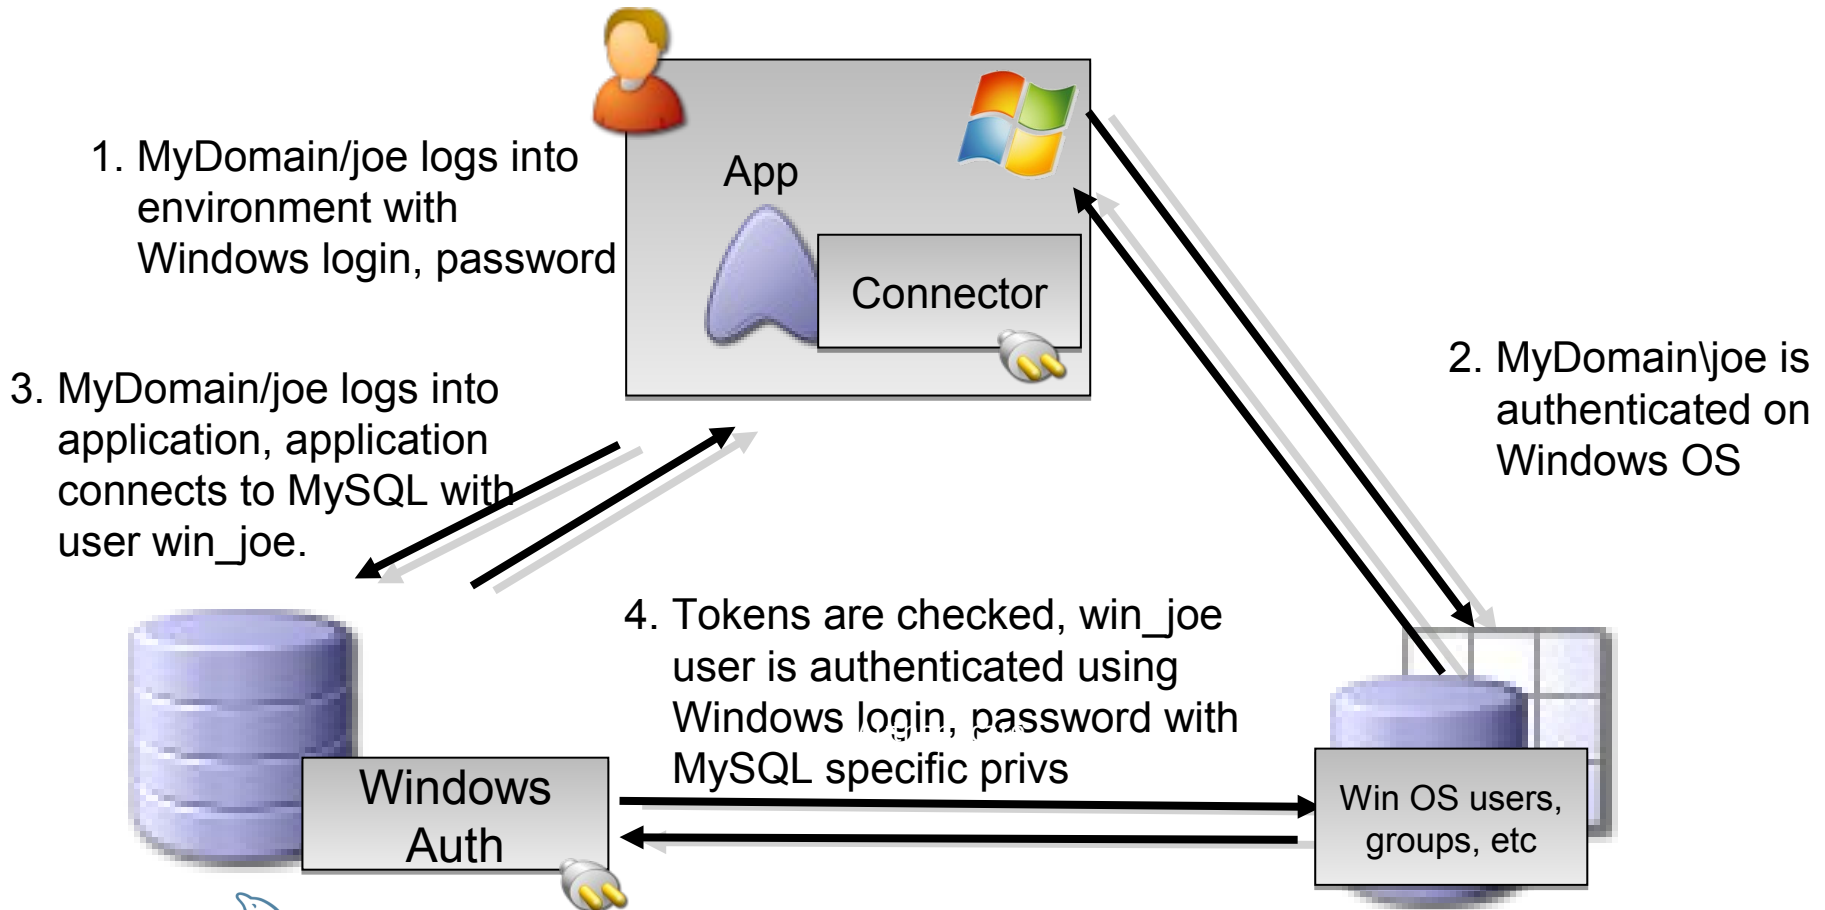 1. MyDomain/joe logs into
environment with
Windows login, password
App
Connector
2. MyDomain\joe is
authenticated on
Windows OS
3. MyDomain/joe logs into
application, application
connects to MySQL with
user win_joe.
4. Tokens are checked, win_joe
user is authenticated using
Windows login, password with
MySQL specific privs
Windows
Auth
Win OS users,
groups, etc